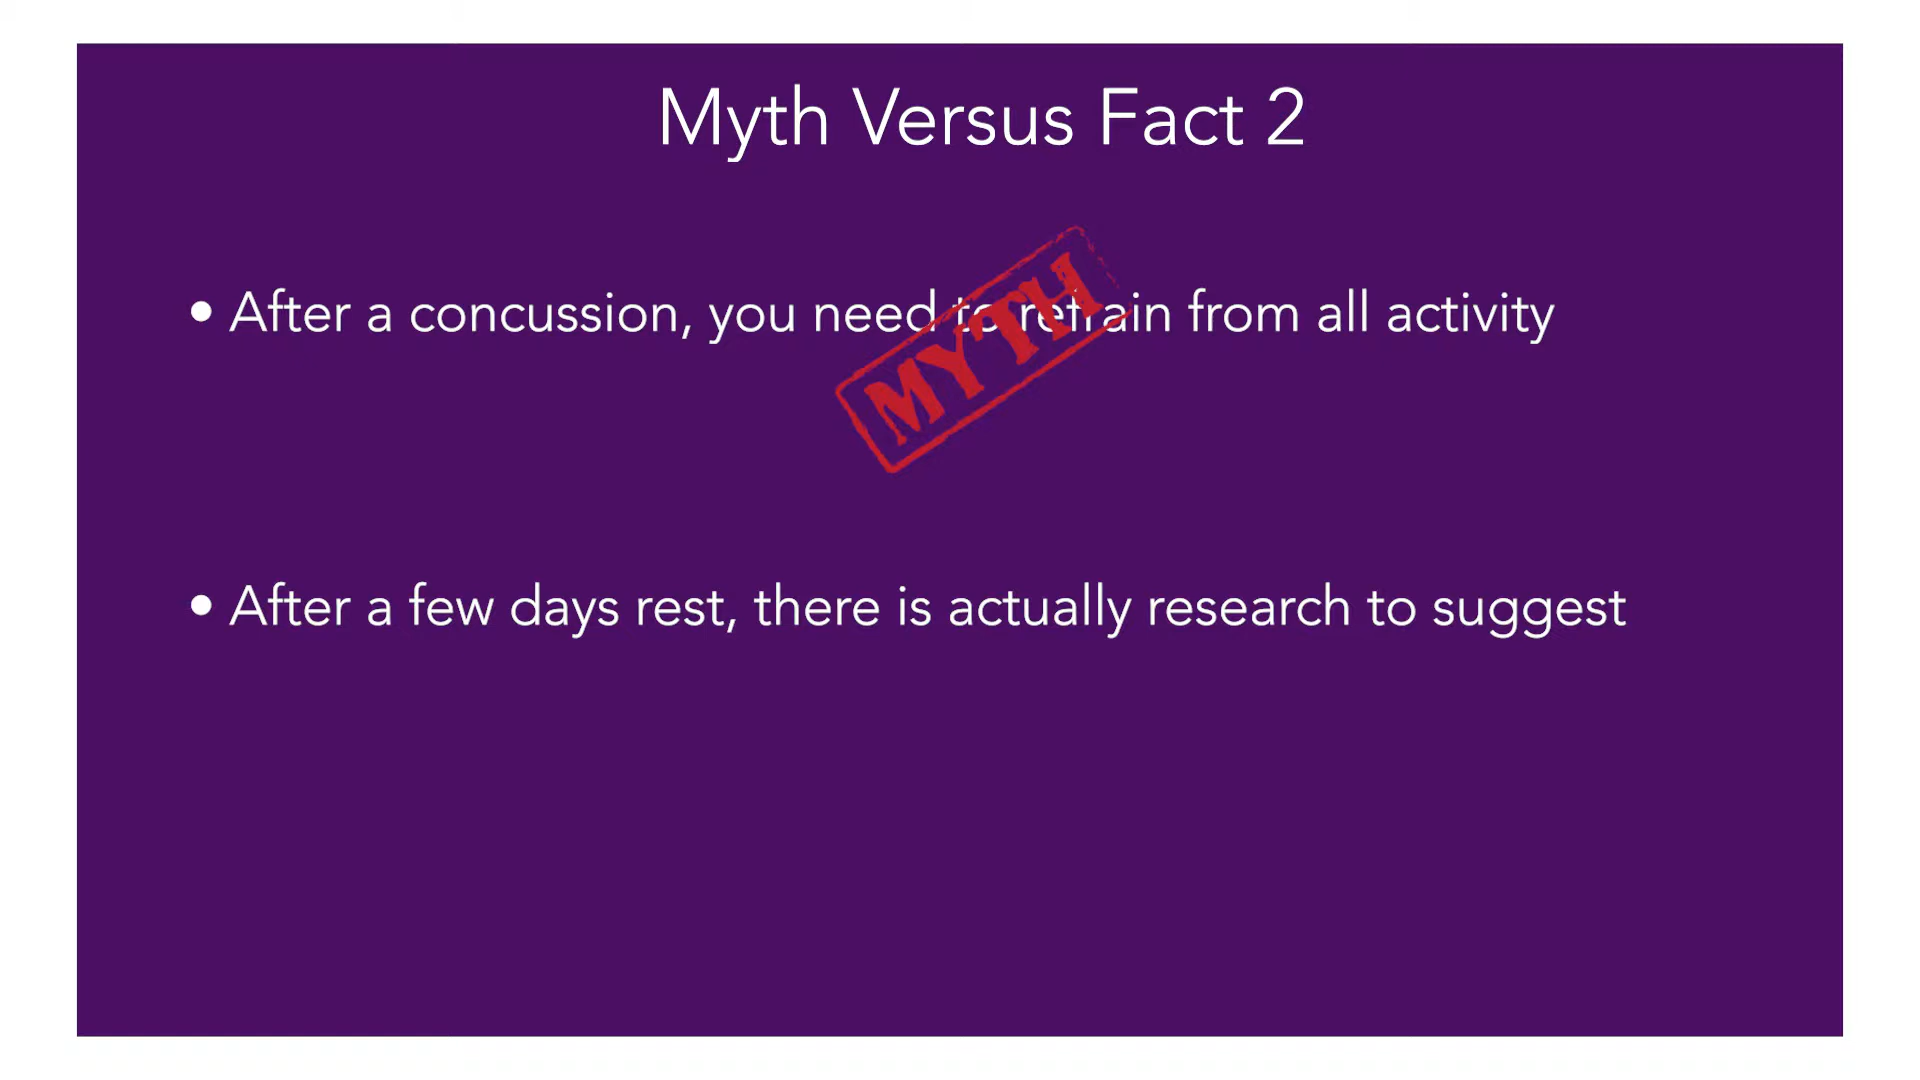 Myth Versus Fact 2
• After a concussion, you need to refrain from all activity
MYTH
• After a few days rest, there is actually research to suggest